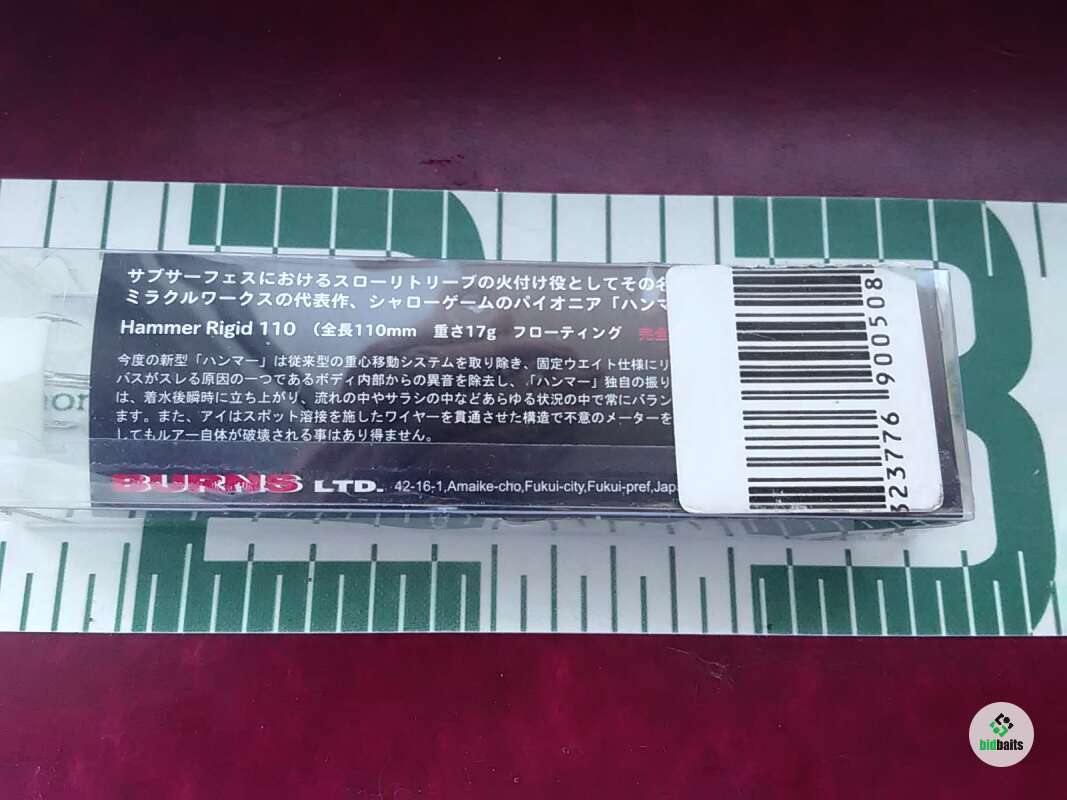 サブサーフェスにおけるスローリトリーブの火付け役としてその名
ミラクルワークスの代表作、シャローゲームのパイオニア「ハンマ
Hammer Rigid 110 （全長110mm 重さ17g フローティング 完全
今度の新型「ハンマー」は従来型の重心移動システムを取り除き、固定ウエイト仕様にリ
バスがスレる原因の一つであるボディ内部からの異音を除去し、「ハンマー」独自の振り
は、着水後瞬時に立ち上がり、流れの中やサラシの中などあらゆる状況の中で常にバラン
ます。また、アイはスポット溶接を施したワイヤーを貫通させた構造で不意のメーターを
してもルアー自体が破壊される事はあり得ません。
BURNS LTD. 42-16-1,Amaike-cho,Fukui-city,Fukui-pref,Jap
323776 900508
bidbaits